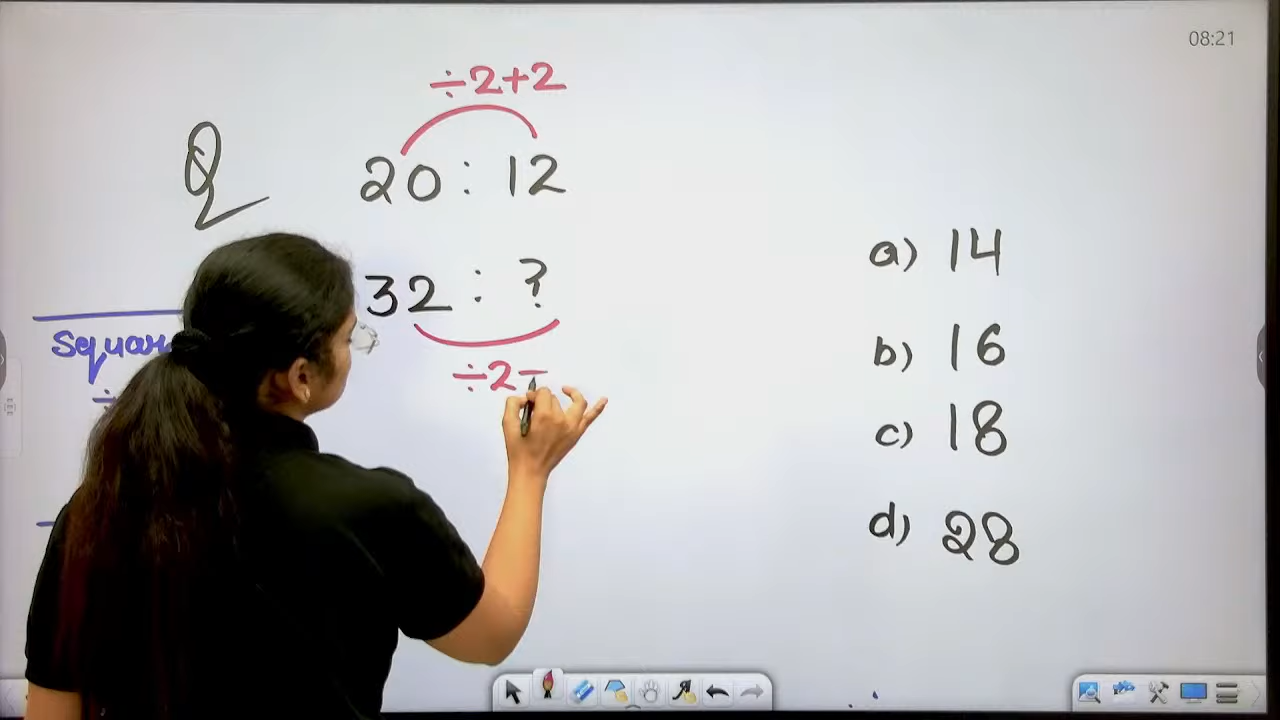 08:21
÷2+2
Q
20 : 12
32 : ?
÷2-
Squar
÷
a) 14
b) 16
c) 18
d) 28